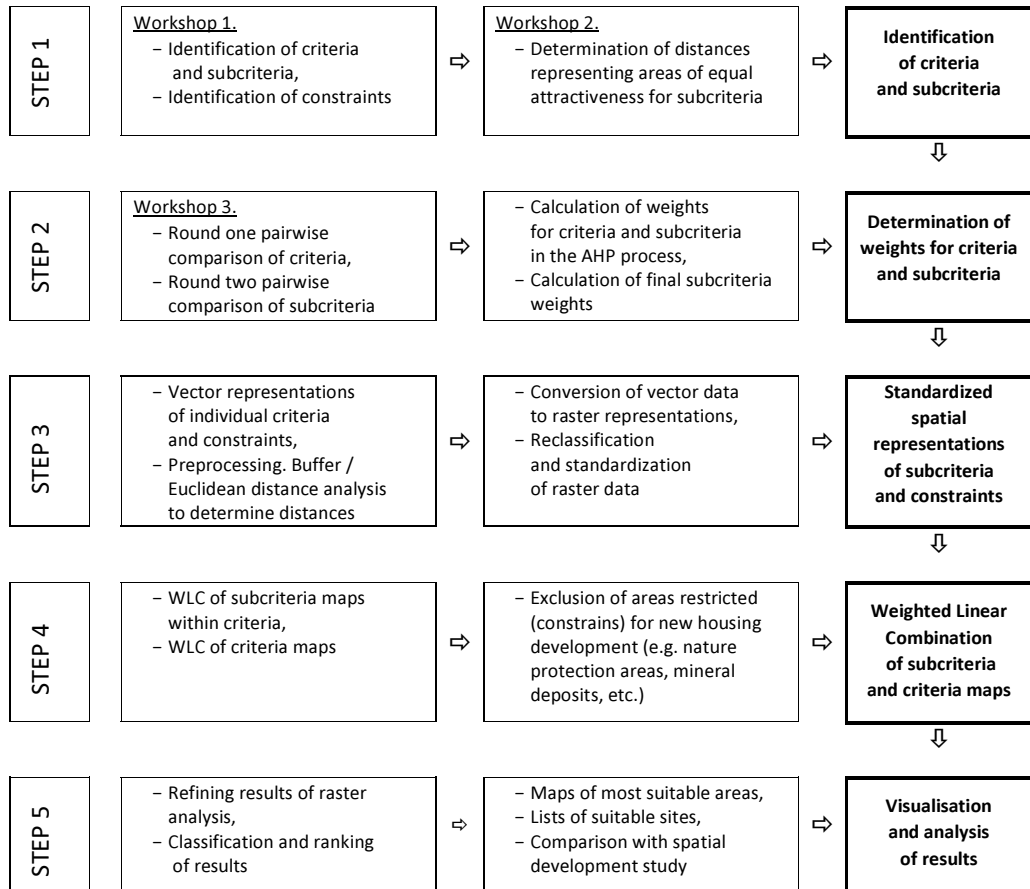 STEP 1
Workshop 1.
− Identification of criteria
and subcriteria,
− Identification of constraints
Workshop 2.
− Determination of distances
representing areas of equal
attractiveness for subcriteria
Identification
of criteria
and subcriteria
STEP 2
Workshop 3.
− Round one pairwise
comparison of criteria,
− Round two pairwise
comparison of subcriteria
− Calculation of weights
for criteria and subcriteria
in the AHP process,
− Calculation of final subcriteria
weights
Determination of
weights for criteria
and subcriteria
STEP 3
− Vector representations
of individual criteria
and constraints,
− Preprocessing. Buffer /
Euclidean distance analysis
to determine distances
− Conversion of vector data
to raster representations,
− Reclassification
and standardization
of raster data
Standardized
spatial
representations
of subcriteria
and constraints
STEP 4
− WLC of subcriteria maps
within criteria,
− WLC of criteria maps
− Exclusion of areas restricted
(constrains) for new housing
development (e.g. nature
protection areas, mineral
deposits, etc.)
Weighted Linear
Combination
of subcriteria
and criteria maps
STEP 5
− Refining results of raster
analysis,
− Classification and ranking
of results
− Maps of most suitable areas,
− Lists of suitable sites,
− Comparison with spatial
development study
Visualisation
and analysis
of results